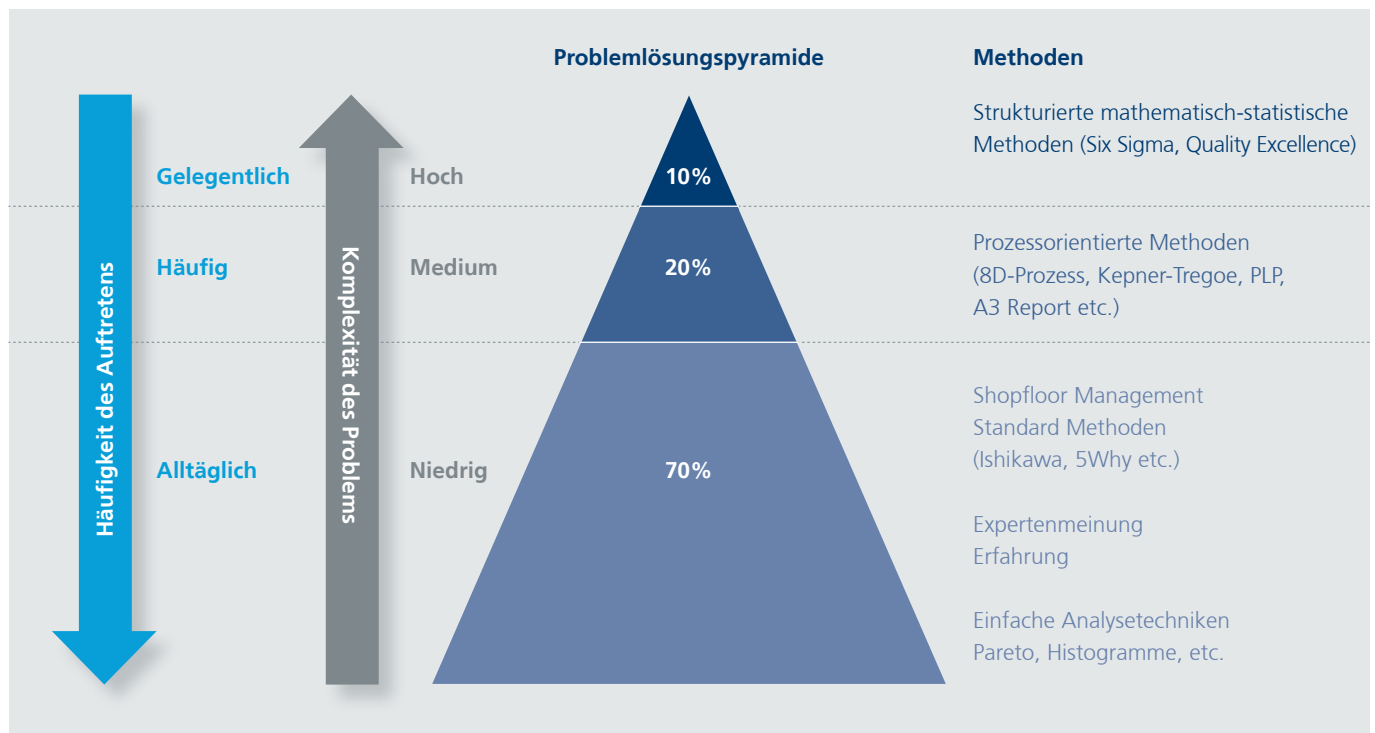 Problemlösungspyramide
Methoden
Häufigkeit des Auftretens
Komplexität des Problems
Gelegentlich
Hoch
10%
Strukturierte mathematisch-statistische
Methoden (Six Sigma, Quality Excellence)
Häufig
Medium
20%
Prozessorientierte Methoden
(8D-Prozess, Kepner-Tregoe, PLP,
A3 Report etc.)
Alltäglich
Niedrig
70%
Shopfloor Management
Standard Methoden
(Ishikawa, 5Why etc.)
Expertenmeinung
Erfahrung
Einfache Analysetechniken
Pareto, Histogramme, etc.